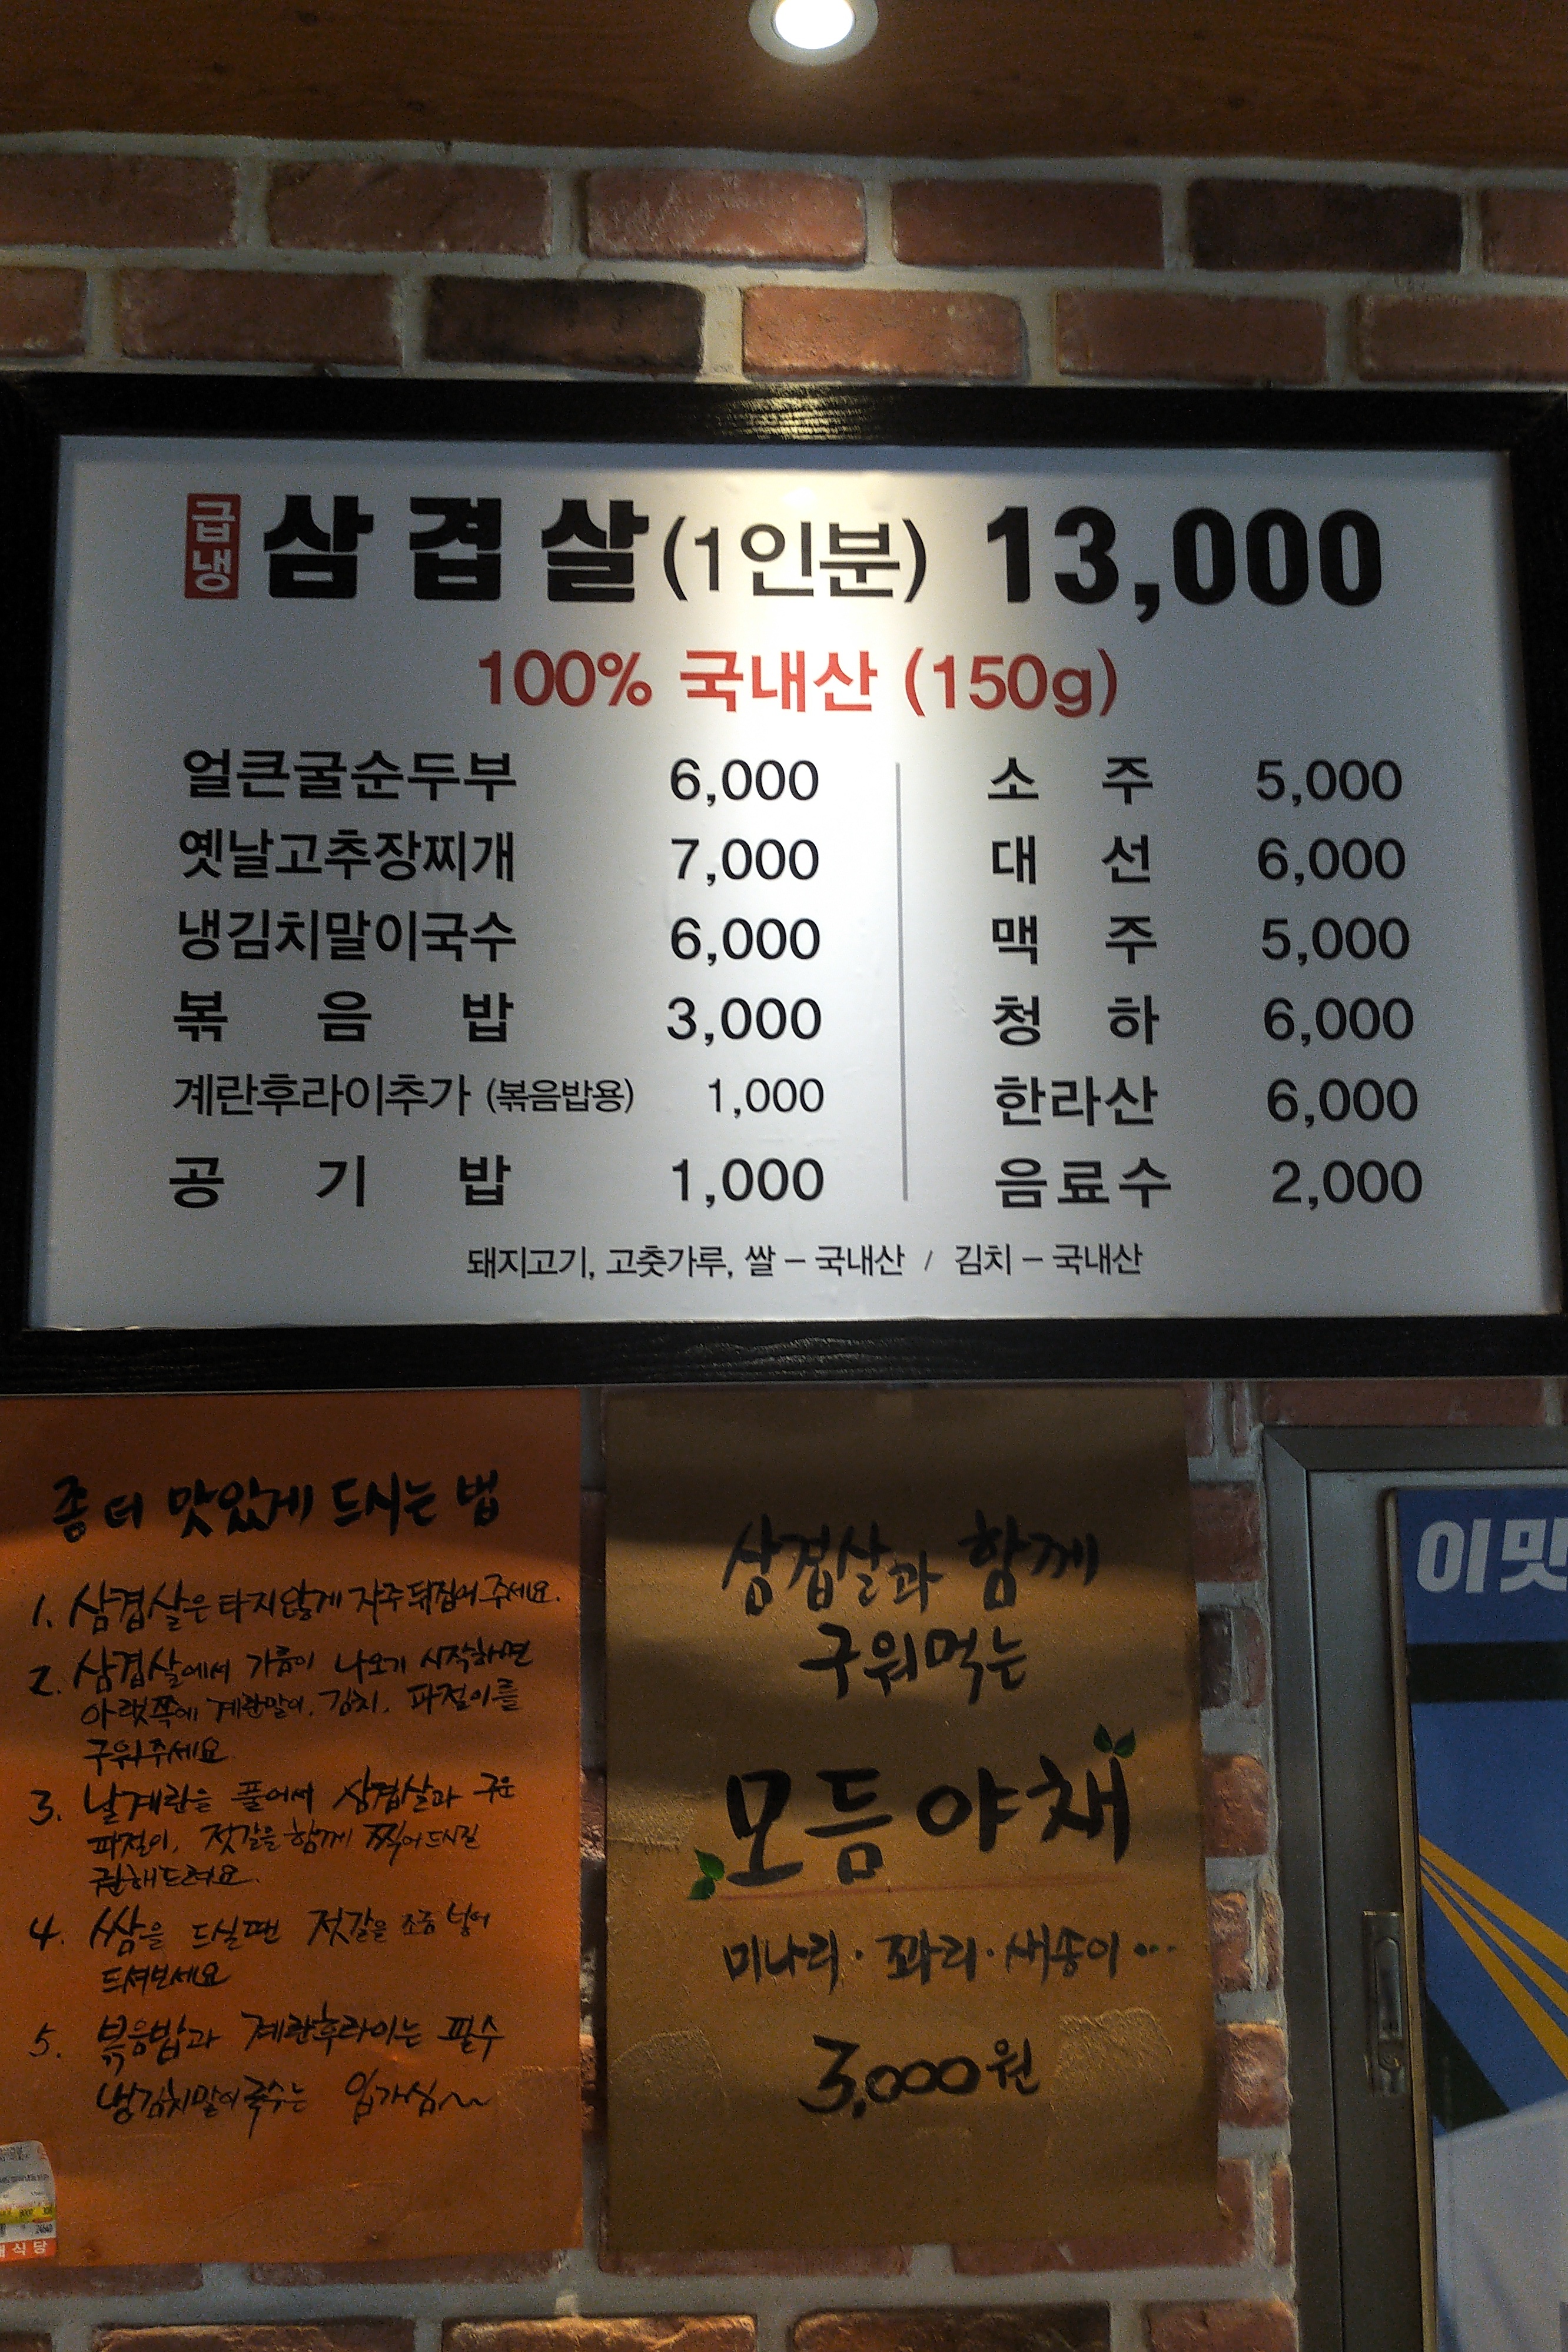 급냉 삼겹살(1인분) 13,000
100% 국내산 (150g)
얼큰굴순두부 6,000
옛날고추장찌개 7,000
냉김치말이국수 6,000
볶음밥 3,000
계란후라이추가 (볶음밥용) 1,000
공기밥 1,000
소주 5,000
대선 6,000
맥주 5,000
청하 6,000
한라산 6,000
음료수 2,000
돼지고기, 고춧가루, 쌀 – 국내산 / 김치 – 국내산
좀 더 맛있게 드시는 법
1. 삼겹살은 타지않게 자주 뒤집어 주세요.
2. 삼겹살에서 기름이 나오기 시작하면
아랫쪽에 계란말이, 김치, 파절이를
구워주세요
3. 날계란을 풀어서 삼겹살과 구운
파절이, 젓갈을 함께 찍어 드시길
권해드려요.
4. 쌈을 드실땐 젓갈을 조금 넣어
드셔보세요
5. 볶음밥과 계란후라이는 필수
냉김치말이국수는 입가심~
삼겹살과 함께
구워먹는
모듬야채
미나리·꽈리·새송이…
3,000원
이맛
식당